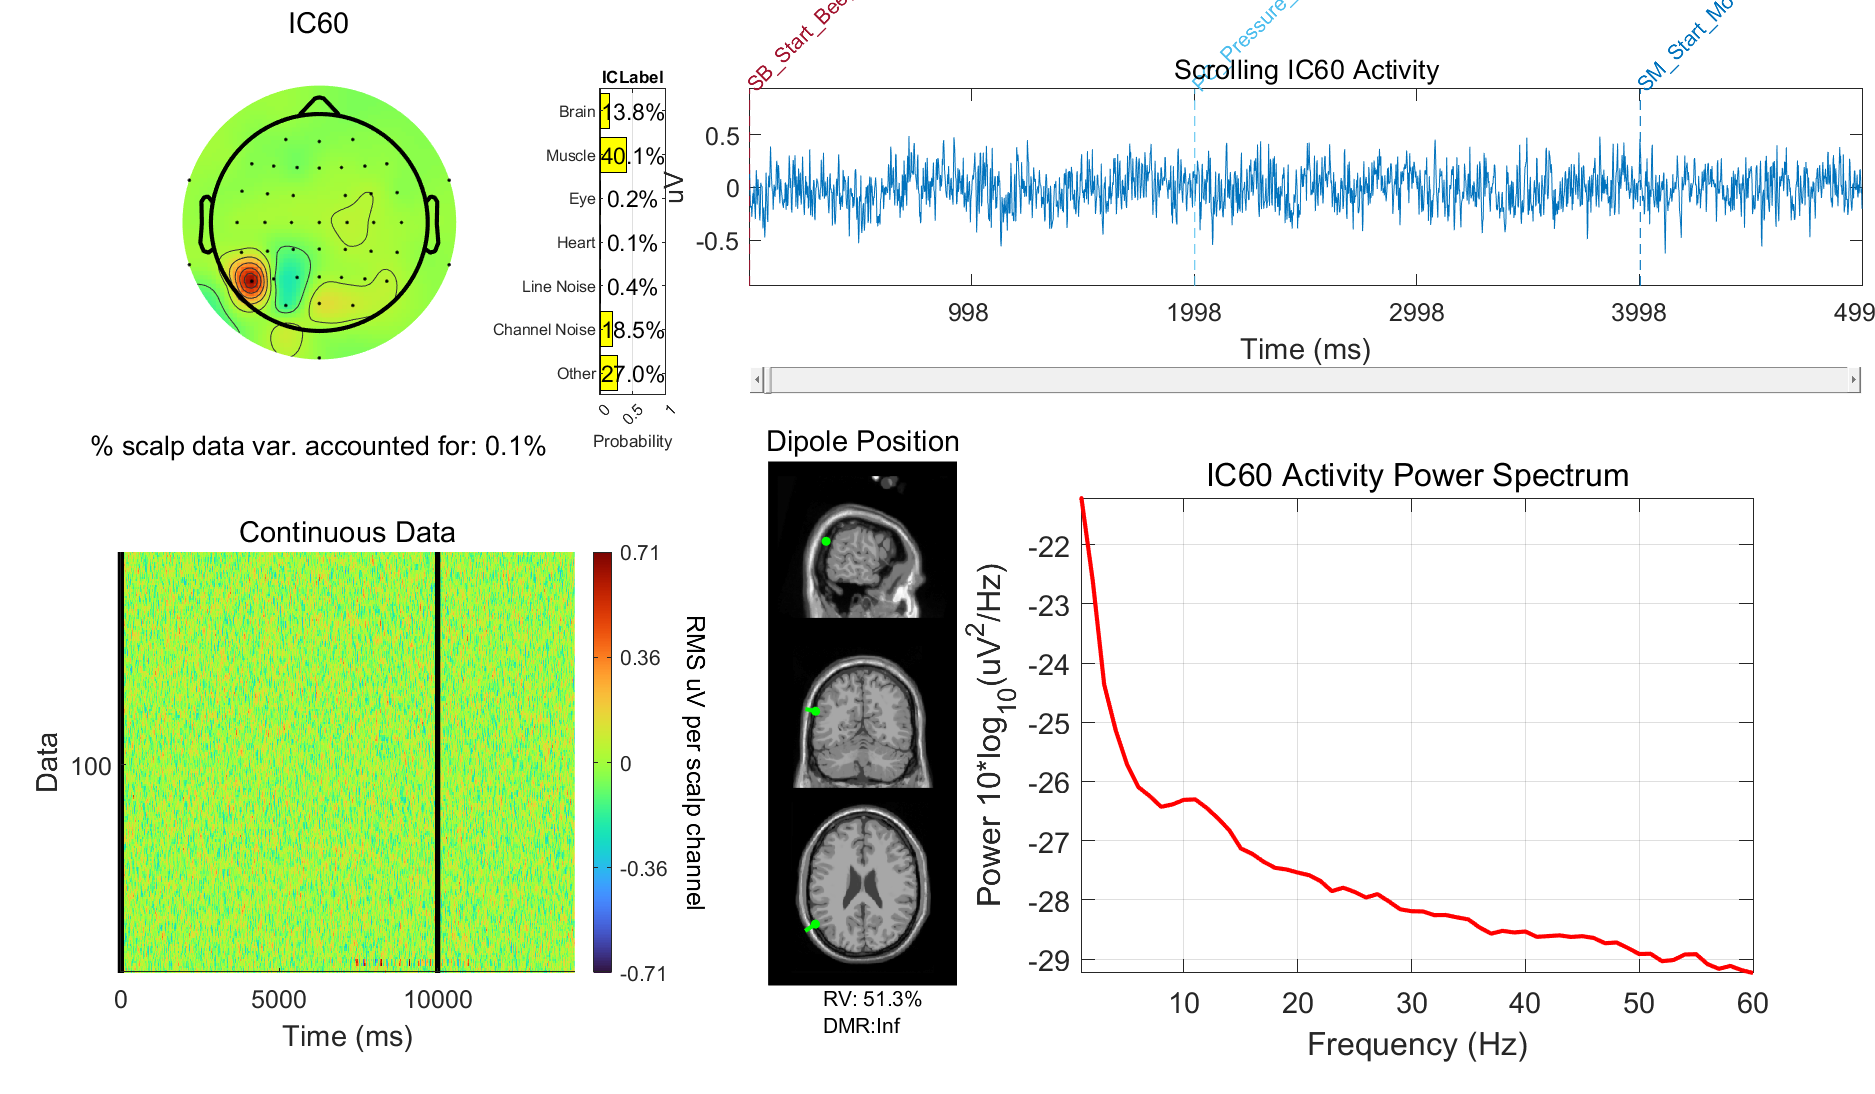 IC60
ICLabel
Brain
13.8%
Muscle
40.1%
Eye
0.2%
Heart
0.1%
Line Noise
0.4%
Channel Noise
18.5%
Other
27.0%
0
0.5
1
Probability
% scalp data var. accounted for: 0.1%
SB_Start_Bee
Pressure_
SM_Start_Mo
Scrolling IC60 Activity
uV
0.5
0
-0.5
998
1998
2998
3998
499
Time (ms)
Continuous Data
Data
100
0
5000
10000
Time (ms)
0.71
0.36
0
-0.36
-0.71
RMS uV per scalp channel
Dipole Position
RV: 51.3%
DMR:Inf
IC60 Activity Power Spectrum
Power 10*log10(uV2/Hz)
-22
-23
-24
-25
-26
-27
-28
-29
10
20
30
40
50
60
Frequency (Hz)